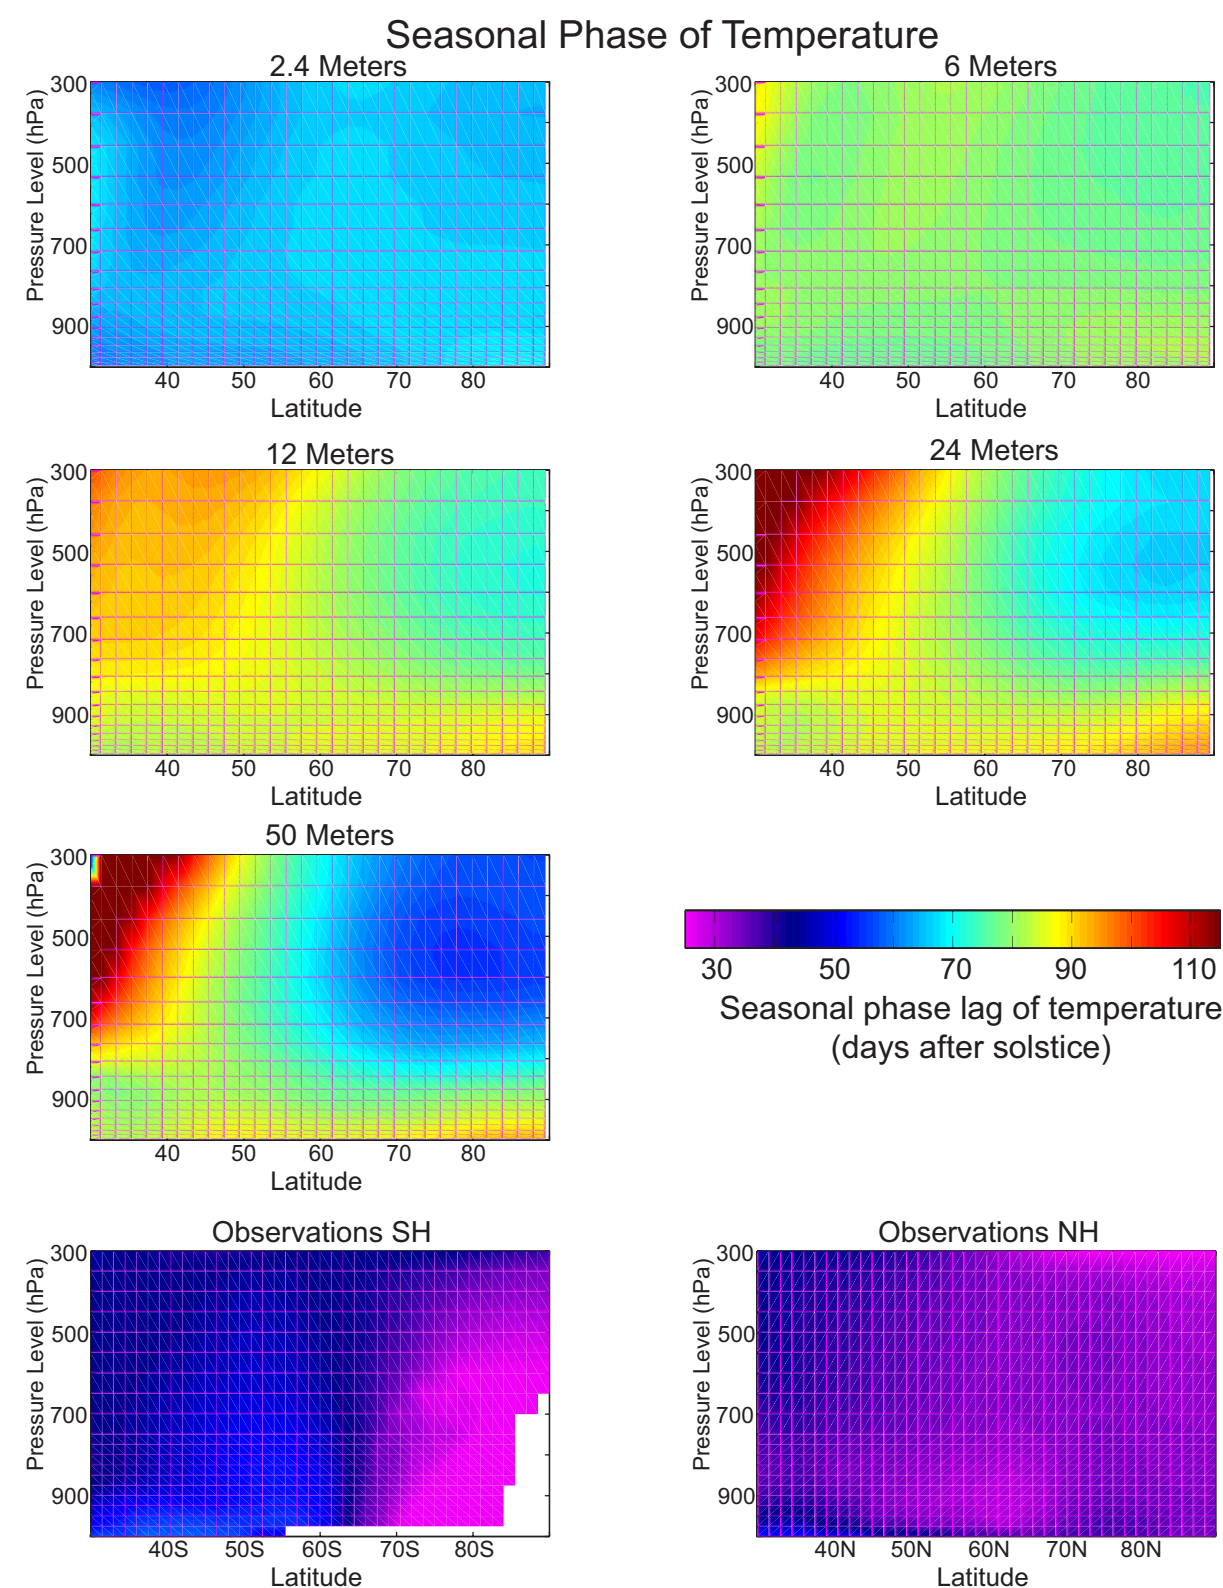 Seasonal Phase of Temperature
2.4 Meters
300
500
700
900
Pressure Level (hPa)
40 50 60 70 80
Latitude
6 Meters
300
500
700
900
Pressure Level (hPa)
40 50 60 70 80
Latitude
12 Meters
300
500
700
900
Pressure Level (hPa)
40 50 60 70 80
Latitude
24 Meters
300
500
700
900
Pressure Level (hPa)
40 50 60 70 80
Latitude
50 Meters
300
500
700
900
Pressure Level (hPa)
40 50 60 70 80
Latitude
30 50 70 90 110
Seasonal phase lag of temperature
(days after solstice)
Observations SH
300
500
700
900
Pressure Level (hPa)
40S 50S 60S 70S 80S
Latitude
Observations NH
300
500
700
900
Pressure Level (hPa)
40N 50N 60N 70N 80N
Latitude